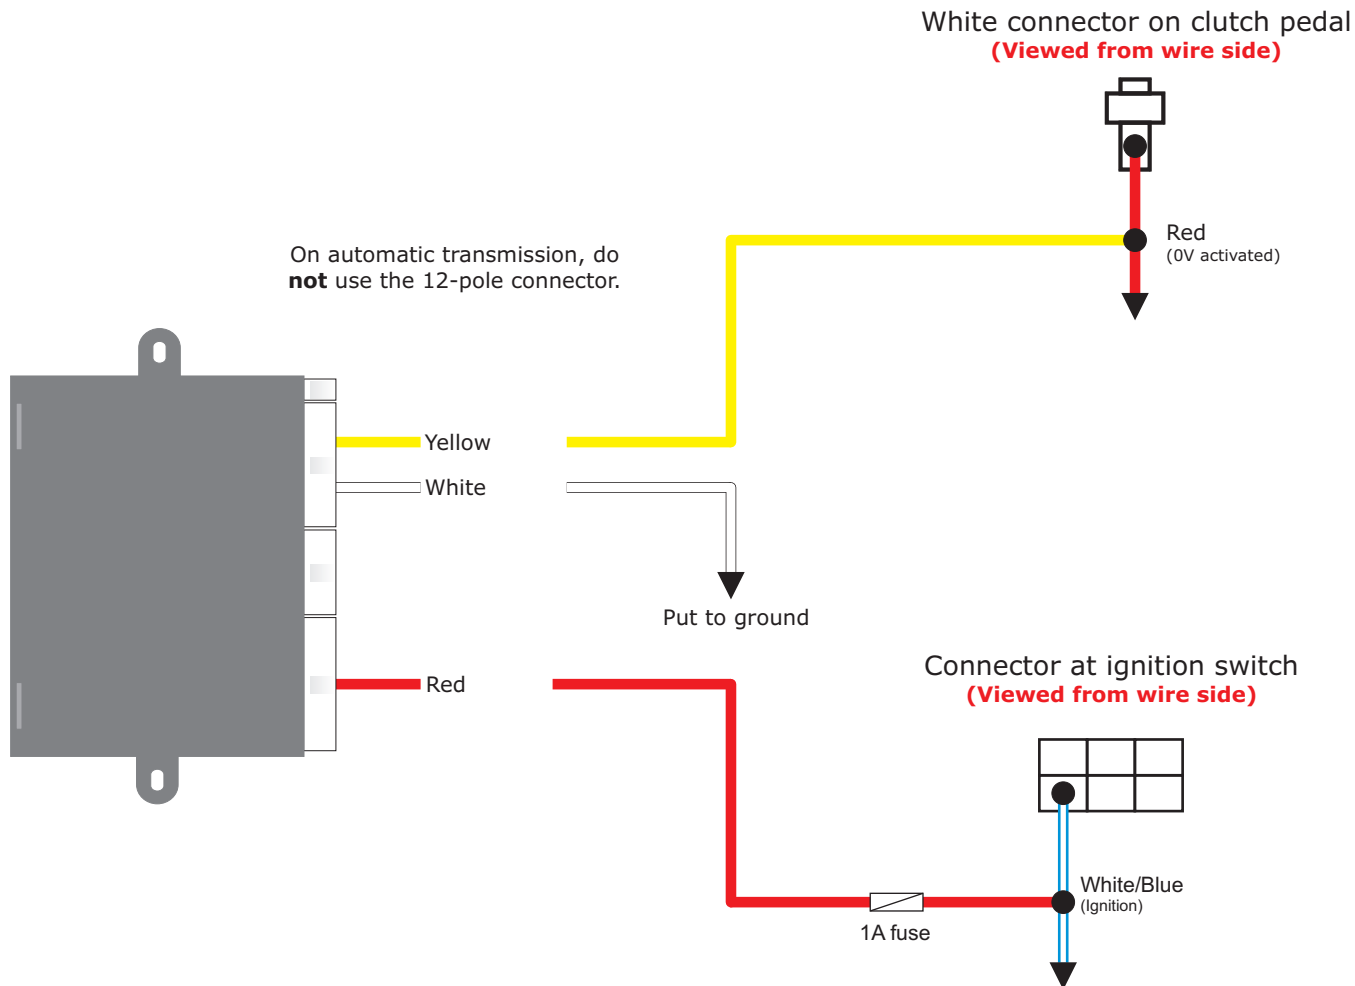 White connector on clutch pedal
(Viewed from wire side)
On automatic transmission, do
not use the 12-pole connector.
Red
(0V activated)
Yellow
White
Put to ground
Red
Connector at ignition switch
(Viewed from wire side)
White/Blue
(Ignition)
1A fuse